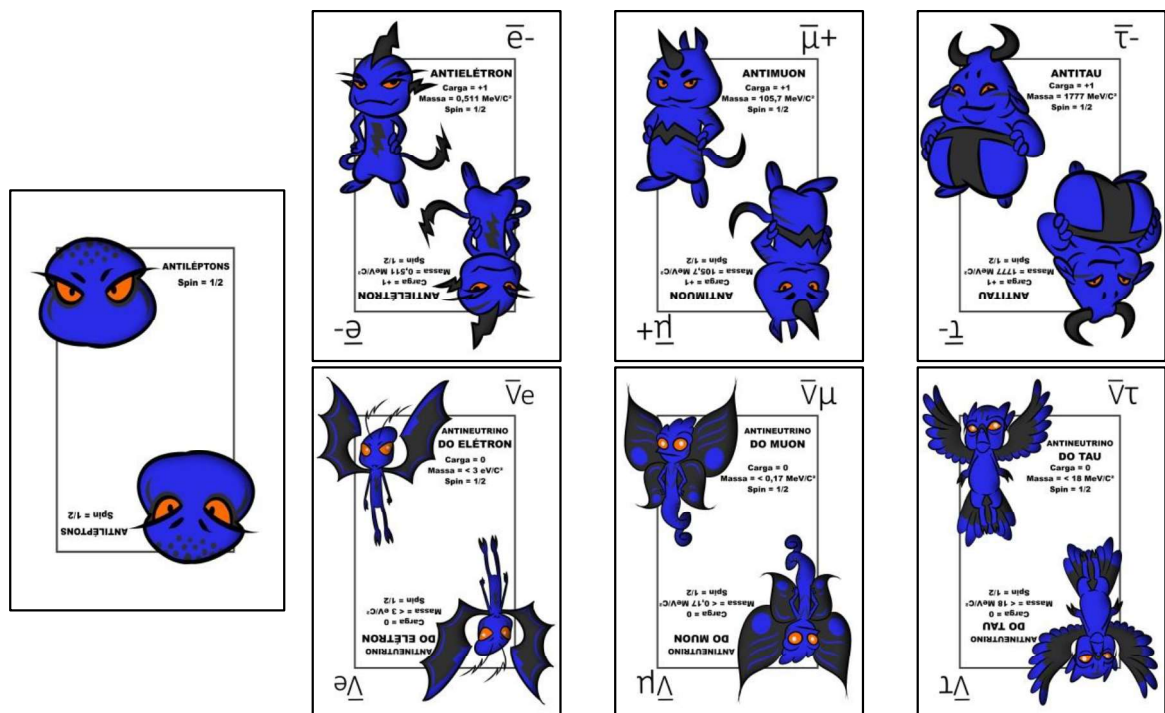 ANTILÉPTONS
Spin = 1/2
ANTILÉPTONS
Spin = 1/2
e̅-
ANTIELÉTRON
Carga = +1
Massa = 0,511 MeV/C²
Spin = 1/2
e̅-
ANTIELÉTRON
Carga = +1
Massa = 0,511 MeV/C²
Spin = 1/2
μ̅+
ANTIMUON
Carga = +1
Massa = 105,7 MeV/C²
Spin = 1/2
μ̅+
ANTIMUON
Carga = +1
Massa = 105,7 MeV/C²
Spin = 1/2
τ̅-
ANTITAU
Carga = +1
Massa = 1777 MeV/C²
Spin = 1/2
τ̅-
ANTITAU
Carga = +1
Massa = 1777 MeV/C²
Spin = 1/2
V̅e
ANTINEUTRINO
DO ELÉTRON
Carga = 0
Massa = < 3 eV/C²
Spin = 1/2
V̅e
ANTINEUTRINO
DO ELÉTRON
Carga = 0
Massa = < 3 eV/C²
Spin = 1/2
V̅μ
ANTINEUTRINO
DO MUON
Carga = 0
Massa = < 0,17 MeV/C²
Spin = 1/2
V̅μ
ANTINEUTRINO
DO MUON
Carga = 0
Massa = < 0,17 MeV/C²
Spin = 1/2
V̅τ
ANTINEUTRINO
DO TAU
Carga = 0
Massa = < 18 MeV/C²
Spin = 1/2
V̅τ
ANTINEUTRINO
DO TAU
Carga = 0
Massa = < 18 MeV/C²
Spin = 1/2